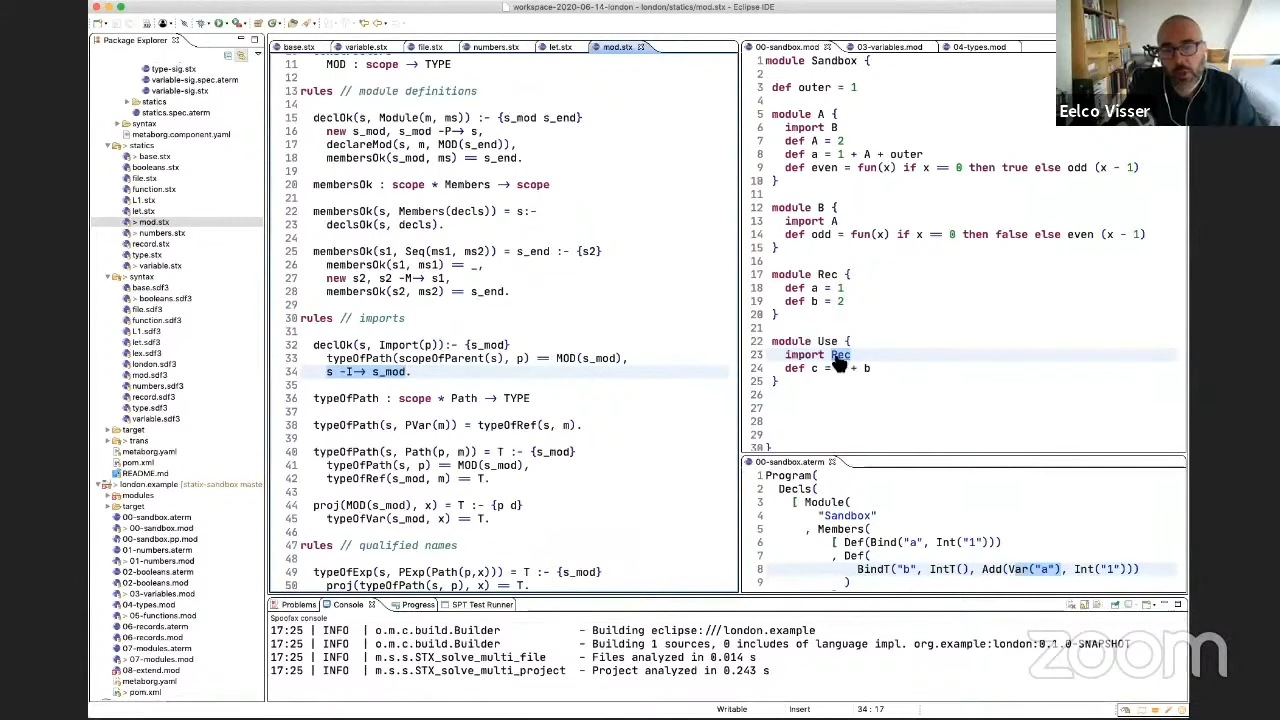 workspace-2020-06-14-london - london/statics/mod.stx - Eclipse IDE
Package Explorer
type-sig.stx
variable-sig.spec.aterm
variable-sig.stx
statics
statics.spec.aterm
> syntax
metaborg.component.yaml
statics
> base.stx
booleans.stx
file.stx
function.stx
L1.stx
let.stx
> mod.stx
> numbers.stx
record.stx
type.stx
> variable.stx
syntax
base.sdf3
> booleans.sdf3
file.sdf3
function.sdf3
L1.sdf3
let.sdf3
lex.sdf3
london.sdf3
mod.sdf3
numbers.sdf3
record.sdf3
type.sdf3
variable.sdf3
target
> trans
metaborg.yaml
pom.xml
README.md
> london.example [statix-sandbox maste
modules
target
00-sandbox.aterm
> 00-sandbox.mod
00-sandbox.pp.mod
01-numbers.aterm
> 01-numbers.mod
02-booleans.aterm
02-booleans.mod
> 03-variables.mod
04-types.mod
> 05-functions.mod
06-records.aterm
> 06-records.mod
07-modules.aterm
> 07-modules.mod
08-extend.mod
metaborg.yaml
pom.xml
base.stx
variable.stx
file.stx
numbers.stx
let.stx
mod.stx
11 MOD : scope → TYPE
12
13 rules // module definitions
14
15 declOk(s, Module(m, ms)) :- {s_mod s_end}
16 new s_mod, s_mod -P→ s,
17 declareMod(s, m, MOD(s_end)),
18 membersOk(s_mod, ms) == s_end.
19
20 membersOk : scope * Members → scope
21
22 membersOk(s, Members(decls)) = s:-
23 declsOk(s, decls).
24
25 membersOk(s1, Seq(ms1, ms2)) = s_end :- {s2}
26 membersOk(s1, ms1) == _,
27 new s2, s2 -M→ s1,
28 membersOk(s2, ms2) == s_end.
29
30 rules // imports
31
32 declOk(s, Import(p)):- {s_mod}
33 typeOfPath(scopeOfParent(s), p) == MOD(s_mod),
34 s -I→ s_mod.
35
36 typeOfPath : scope * Path → TYPE
37
38 typeOfPath(s, PVar(m)) = typeOfRef(s, m).
39
40 typeOfPath(s, Path(p, m)) = T :- {s_mod}
41 typeOfPath(s, p) == MOD(s_mod),
42 typeOfRef(s_mod, m) == T.
43
44 proj(MOD(s_mod), x) = T :- {p d}
45 typeOfVar(s_mod, x) == T.
46
47 rules // qualified names
48
49 typeOfExp(s, PExp(Path(p,x))) = T :- {s_mod}
50 proj(typeOfPath(s, p), x) == T.
00-sandbox.mod
03-variables.mod
04-types.mod
1 module Sandbox {
2
3 def outer = 1
4
5 module A {
6 import B
7 def A = 2
8 def a = 1 + A + outer
9 def even = fun(x) if x == 0 then true else odd (x - 1)
10 }
11
12 module B {
13 import A
14 def odd = fun(x) if x == 0 then false else even (x - 1)
15 }
16
17 module Rec {
18 def a = 1
19 def b = 2
20 }
21
22 module Use {
23 import Rec
24 def c = + b
25 }
26
27
28
29
30 }
00-sandbox.aterm
1 Program(
2 Decls(
3 [ Module(
4 "Sandbox"
5 , Members(
6 [ Def(Bind("a", Int("1")))
7 , Def(
8 BindT("b", IntT(), Add(Var("a"), Int("1")))
9 )
Problems
Console
Progress
SPT Test Runner
Spoofax console
17:25 | INFO | o.m.c.build.Builder - Building eclipse:///london.example
17:25 | INFO | o.m.c.build.Builder - Building 1 sources, 0 includes of language impl. org.example:london:0.1.0-SNAPSHOT
17:25 | INFO | m.s.s.STX_solve_multi_file - Files analyzed in 0.014 s
17:25 | INFO | m.s.s.STX_solve_multi_project - Project analyzed in 0.243 s
Writable
Insert
34 : 17
Eelco Visser
zoom